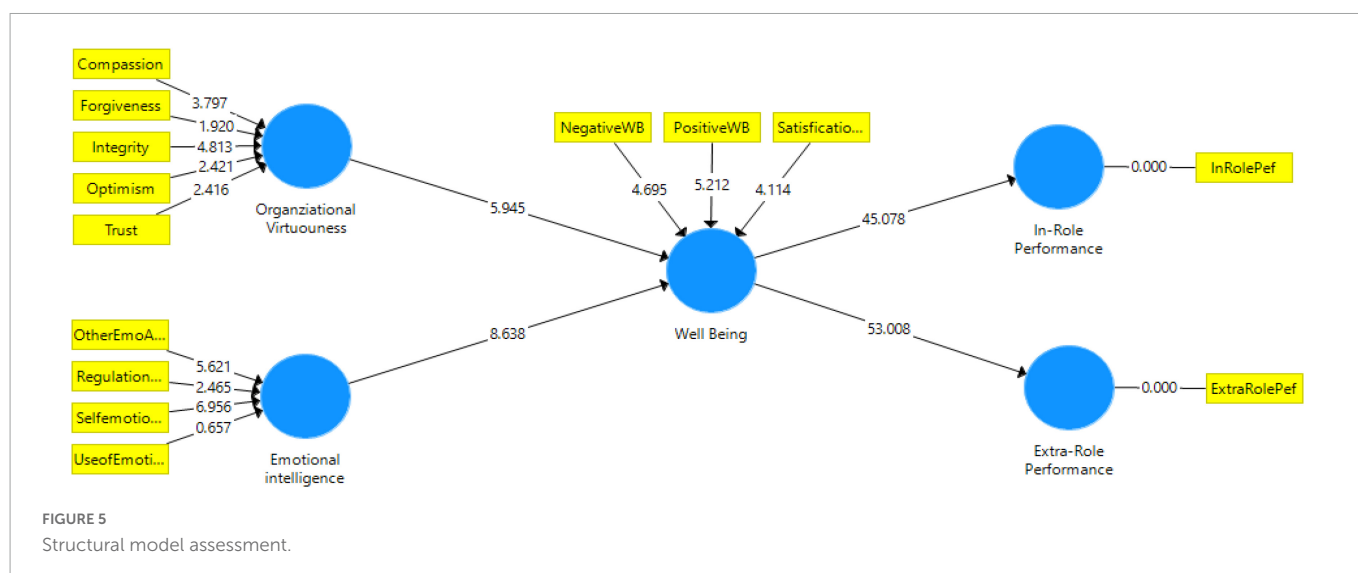 Compassion
3.797
Forgiveness
1.920
Integrity
4.813
Optimism
2.421
Trust
2.416
Organziational
Virtuouness
5.945
NegativeWB
PositiveWB
Satisficatio...
4.695
5.212
4.114
Well Being
OtherEmoA...
5.621
Regulation...
2.465
Selfemotio...
6.956
UseofEmoti...
0.657
Emotional
intelligence
8.638
45.078
In-Role
Performance
0.000
InRolePef
53.008
Extra-Role
Performance
0.000
ExtraRolePef
FIGURE 5
Structural model assessment.